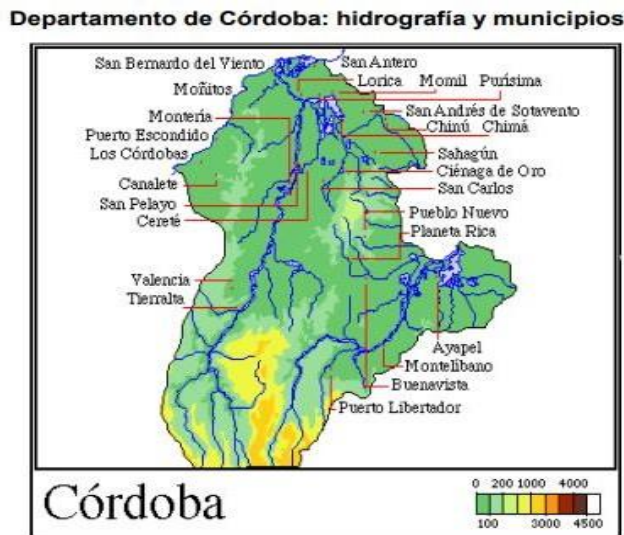 Departamento de Córdoba: hidrografía y municipios
San Bernardo del Viento
San Antero
Moñitos
Lorica Momil Purísima
Montería
San Andrés de Sotavento
Chinú Chimá
Puerto Escondido
Los Córdobas
Sahagún
Canalete
Ciénaga de Oro
San Carlos
San Pelayo
Cereté
Pueblo Nuevo
Planeta Rica
Valencia
Tierralta
Ayapel
Montelíbano
Buenavista
Puerto Libertador
Córdoba
0 200 1000 4000
100 3000 4500